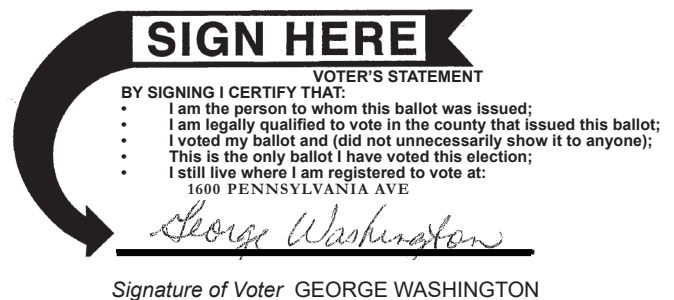 SIGN HERE
VOTER'S STATEMENT
BY SIGNING I CERTIFY THAT:
• I am the person to whom this ballot was issued;
• I am legally qualified to vote in the county that issued this ballot;
• I voted my ballot and (did not unnecessarily show it to anyone);
• This is the only ballot I have voted this election;
• I still live where I am registered to vote at:
1600 PENNSYLVANIA AVE
George Washington
Signature of Voter GEORGE WASHINGTON